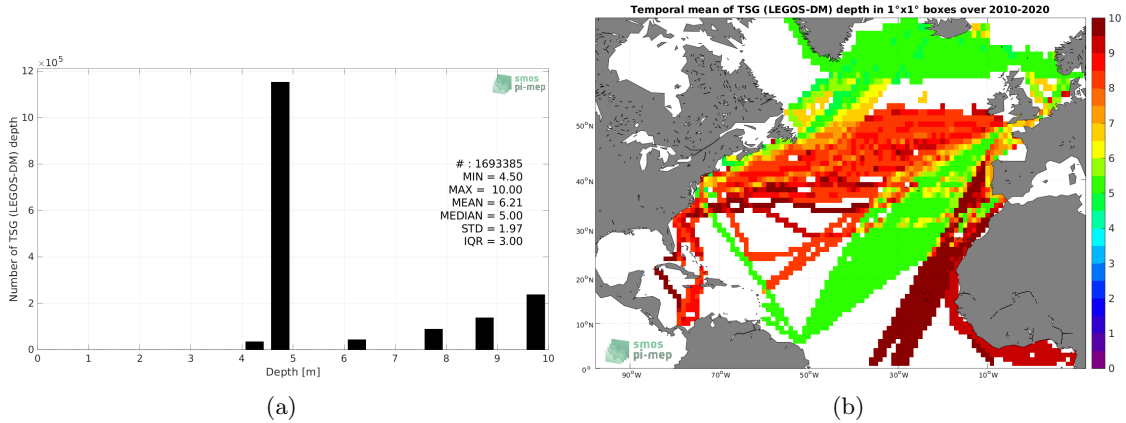 ×10⁵
12
10
8
6
4
2
0
Number of TSG (LEGOS-DM) depth
smos
pi-mep
# : 1693385
MIN = 4.50
MAX = 10.00
MEAN = 6.21
MEDIAN = 5.00
STD = 1.97
IQR = 3.00
0 1 2 3 4 5 6 7 8 9 10
Depth [m]
(a)
Temporal mean of TSG (LEGOS-DM) depth in 1°x1° boxes over 2010-2020
50°N
40°N
30°N
20°N
10°N
0°
90°W 70°W 50°W 30°W 10°W
smos
pi-mep
10
9
8
7
6
5
4
3
2
1
0
(b)